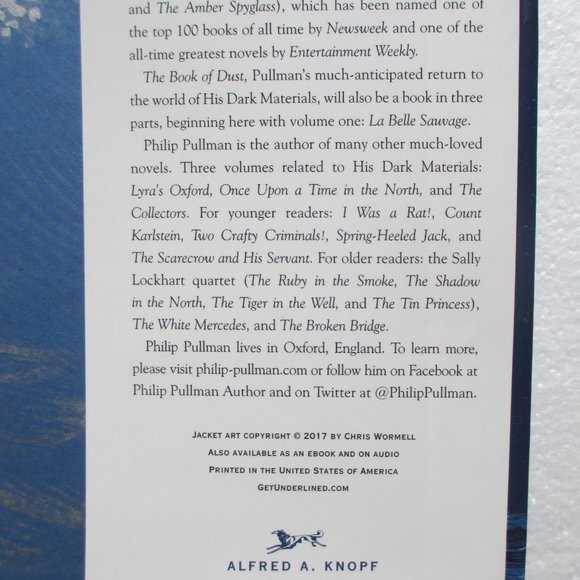 and The Amber Spyglass), which has been named one of
the top 100 books of all time by Newsweek and one of the
all-time greatest novels by Entertainment Weekly.
The Book of Dust, Pullman's much-anticipated return to
the world of His Dark Materials, will also be a book in three
parts, beginning here with volume one: La Belle Sauvage.
Philip Pullman is the author of many other much-loved
novels. Three volumes related to His Dark Materials:
Lyra's Oxford, Once Upon a Time in the North, and The
Collectors. For younger readers: I Was a Rat!, Count
Karlstein, Two Crafty Criminals!, Spring-Heeled Jack, and
The Scarecrow and His Servant. For older readers: the Sally
Lockhart quartet (The Ruby in the Smoke, The Shadow
in the North, The Tiger in the Well, and The Tin Princess),
The White Mercedes, and The Broken Bridge.
Philip Pullman lives in Oxford, England. To learn more,
please visit philip-pullman.com or follow him on Facebook at
Philip Pullman Author and on Twitter at @PhilipPullman.
Jacket art copyright © 2017 by Chris Wormell
Also available as an ebook and on audio
Printed in the United States of America
GetUnderlined.com
ALFRED A. KNOPF